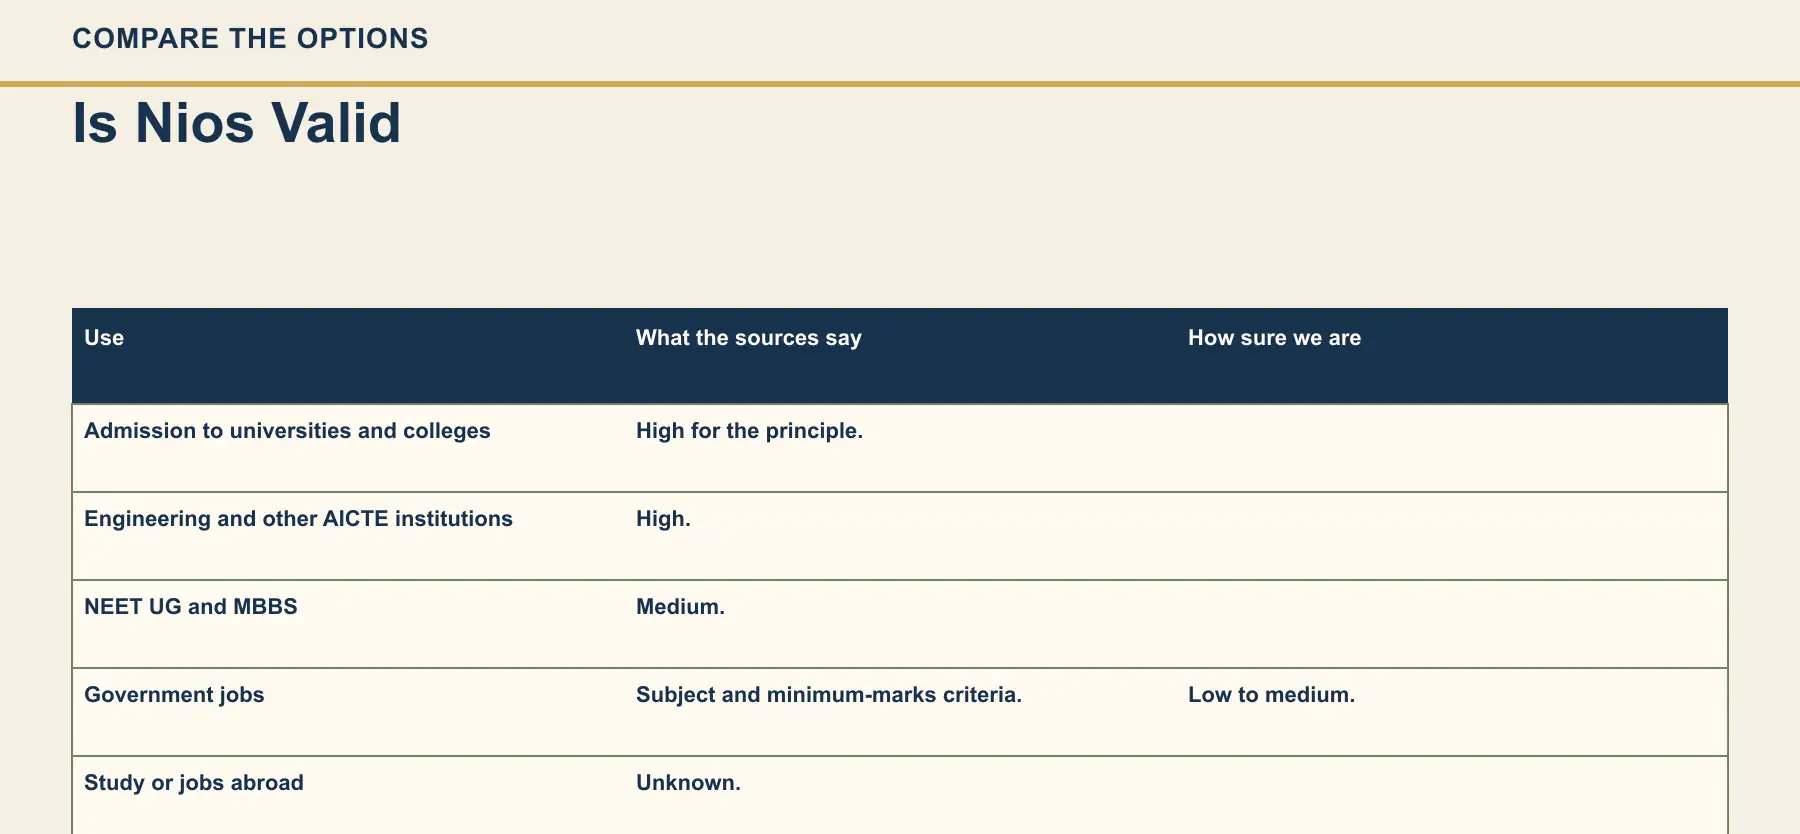 COMPARE THE OPTIONS
Is Nios Valid
Use What the sources say How sure we are
Admission to universities and colleges High for the principle.
Engineering and other AICTE institutions High.
NEET UG and MBBS Medium.
Government jobs Subject and minimum-marks criteria. Low to medium.
Study or jobs abroad Unknown.